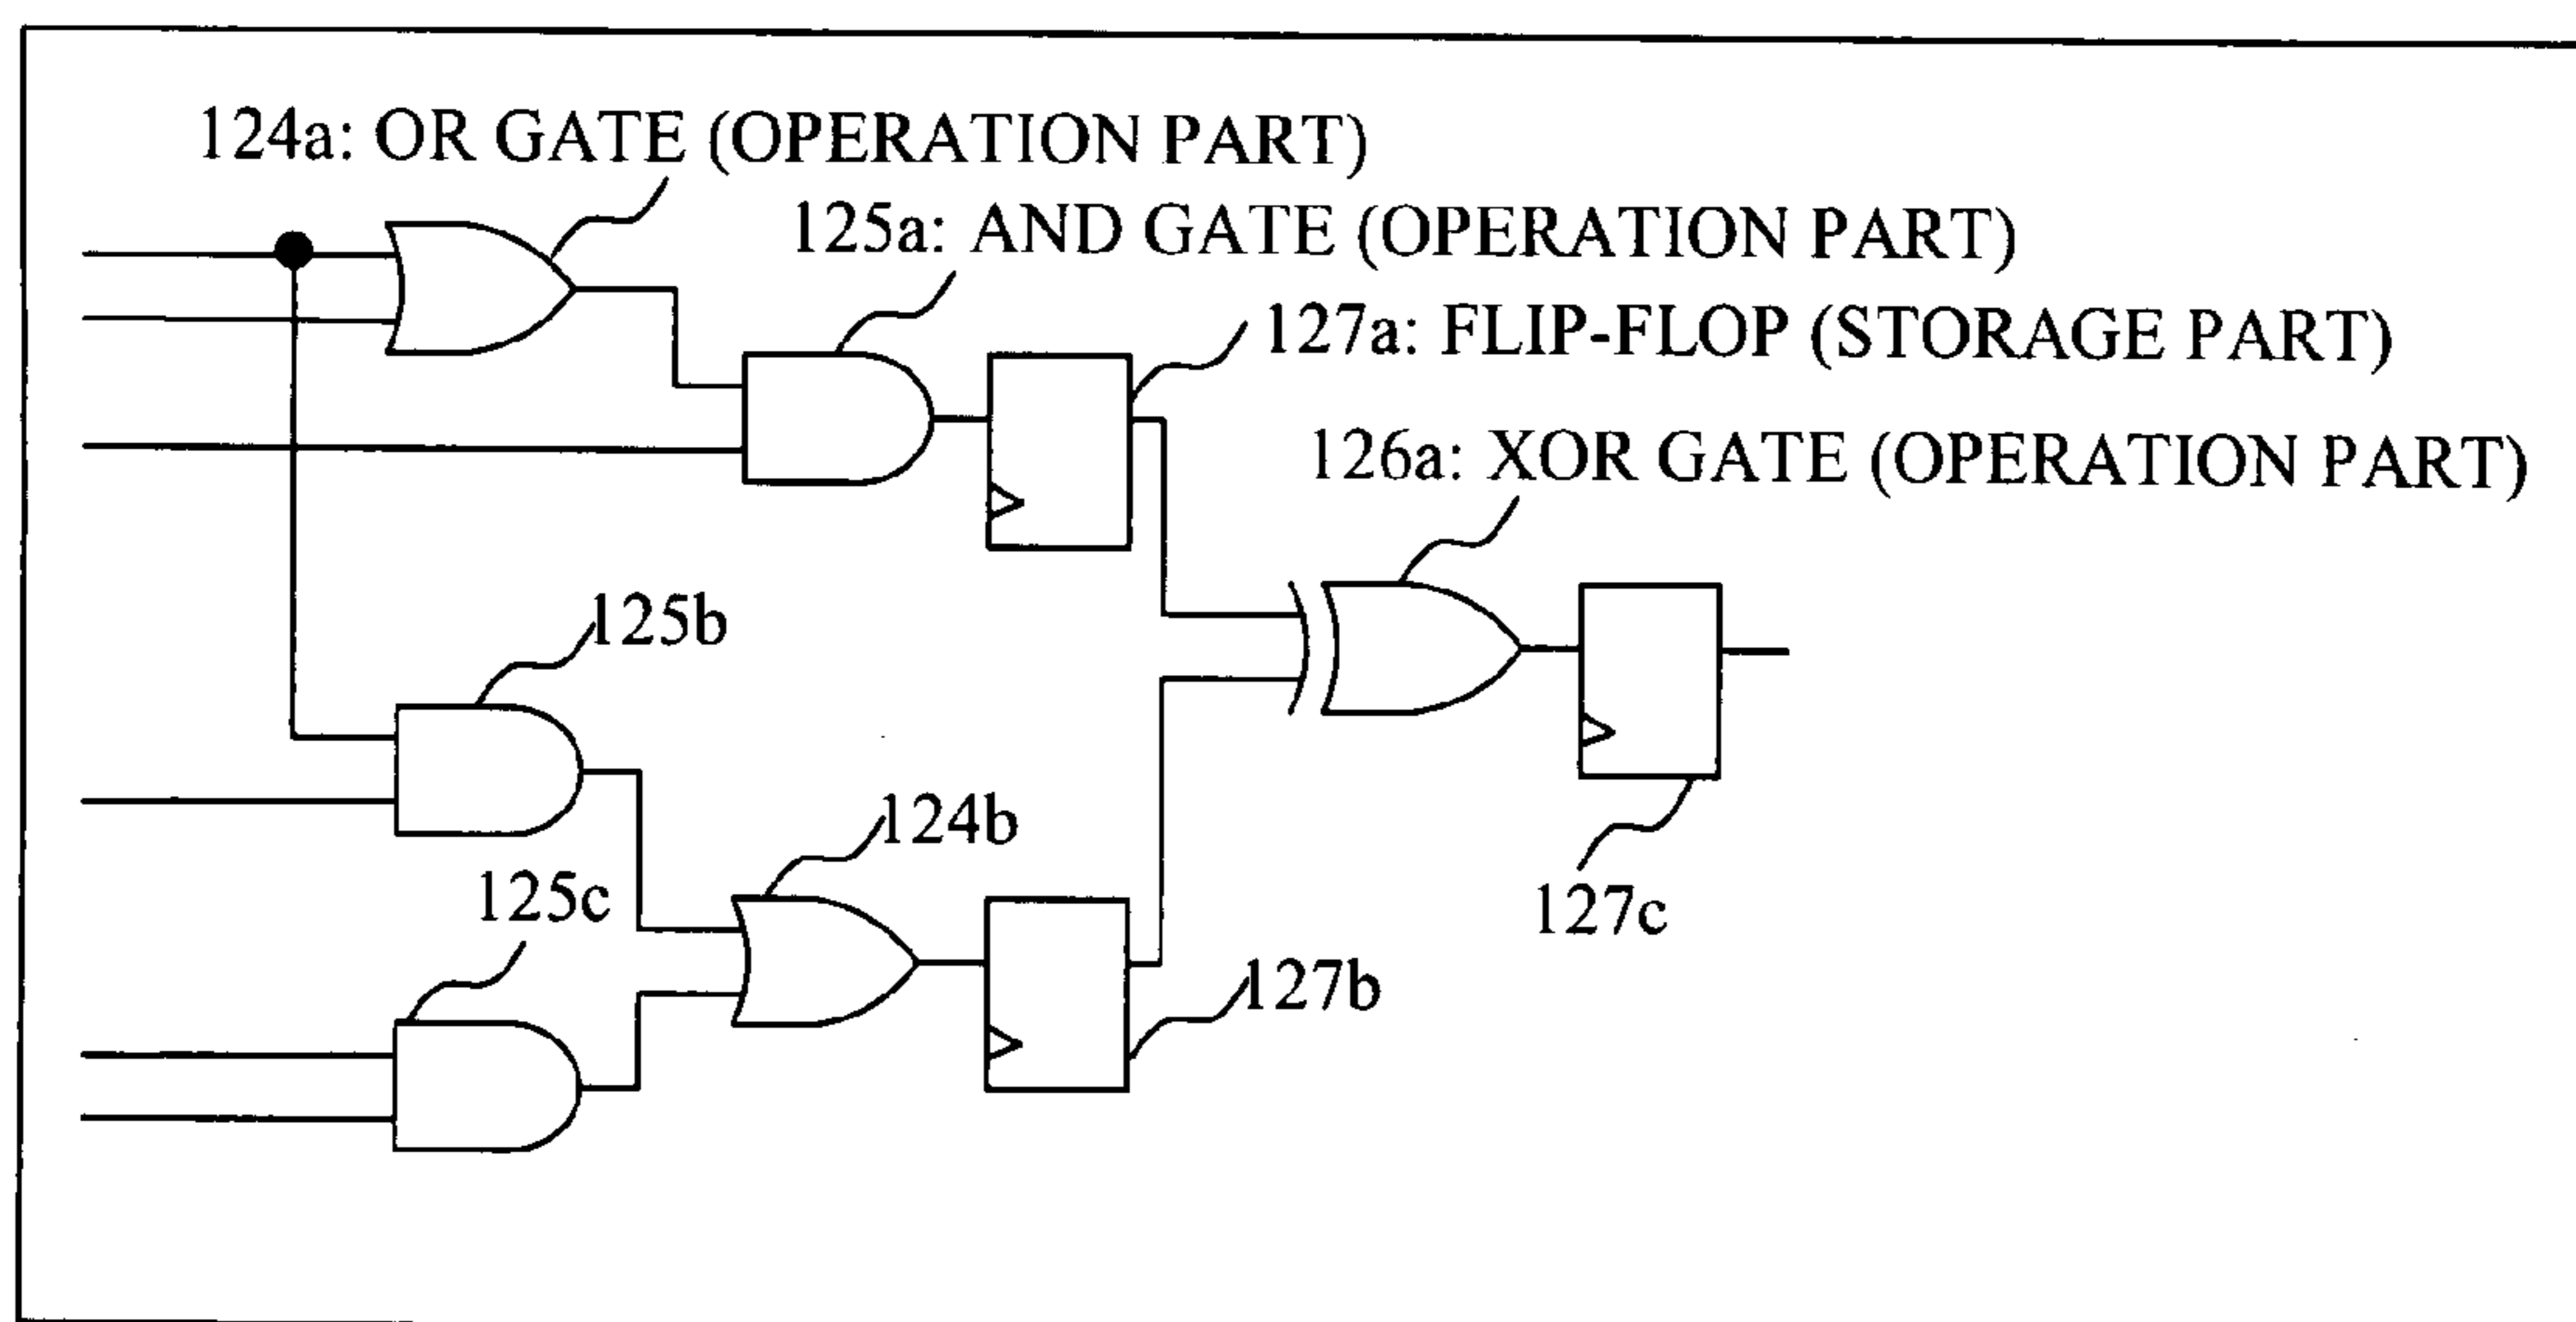 124a: OR GATE (OPERATION PART)
125a: AND GATE (OPERATION PART)
127a: FLIP-FLOP (STORAGE PART)
126a: XOR GATE (OPERATION PART)
125b
124b
125c
127c
127b